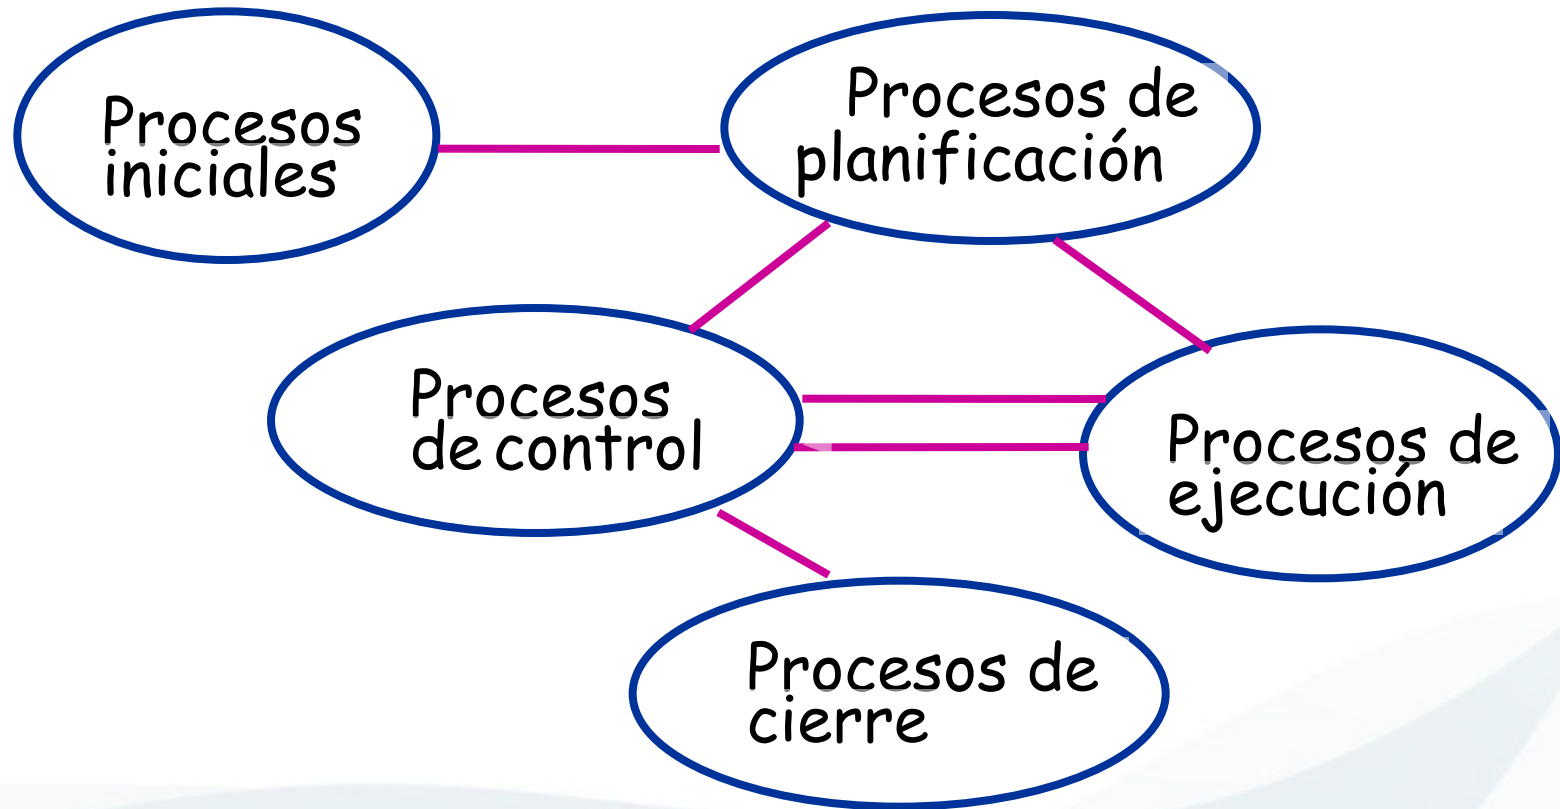 Procesos
iniciales
Procesos de
planificación
Procesos
de control
Procesos de
ejecución
Procesos de
cierre